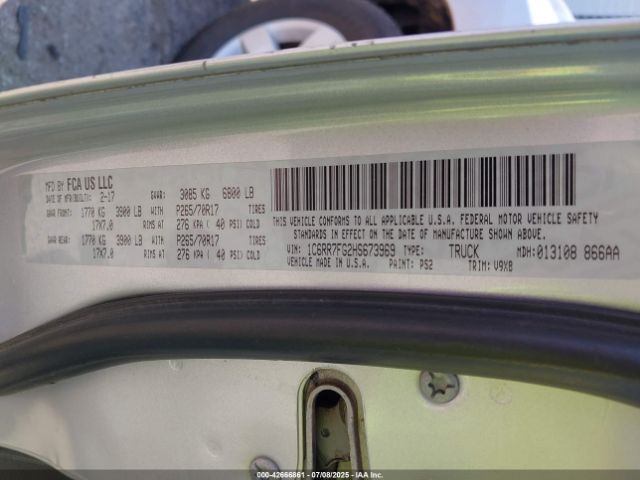 MFD BY FCA US LLC
DATE OF MFR(BUILT): 2-17 GVWR: 3085 KG 6800 LB
GAWR FRONT: 1770 KG 3900 LB WITH P265/70R17 TIRES
17X7.0 RIMS AT 276 KPA ( 40 PSI) COLD
GAWR REAR: 1770 KG 3900 LB WITH P265/70R17 TIRES
17X7.0 RIMS AT 276 KPA ( 40 PSI) COLD
THIS VEHICLE CONFORMS TO ALL APPLICABLE U.S.A. FEDERAL MOTOR VEHICLE SAFETY
STANDARDS IN EFFECT ON THE DATE OF MANUFACTURE SHOWN ABOVE.
VIN: 1C6RR7FG2HS673969 TYPE: TRUCK MDH: 013108 866AA
VEHICLE MADE IN U.S.A. PAINT: PS2 TRIM: V9X8
000-42666861 - 07/08/2025 - IAAI.COM